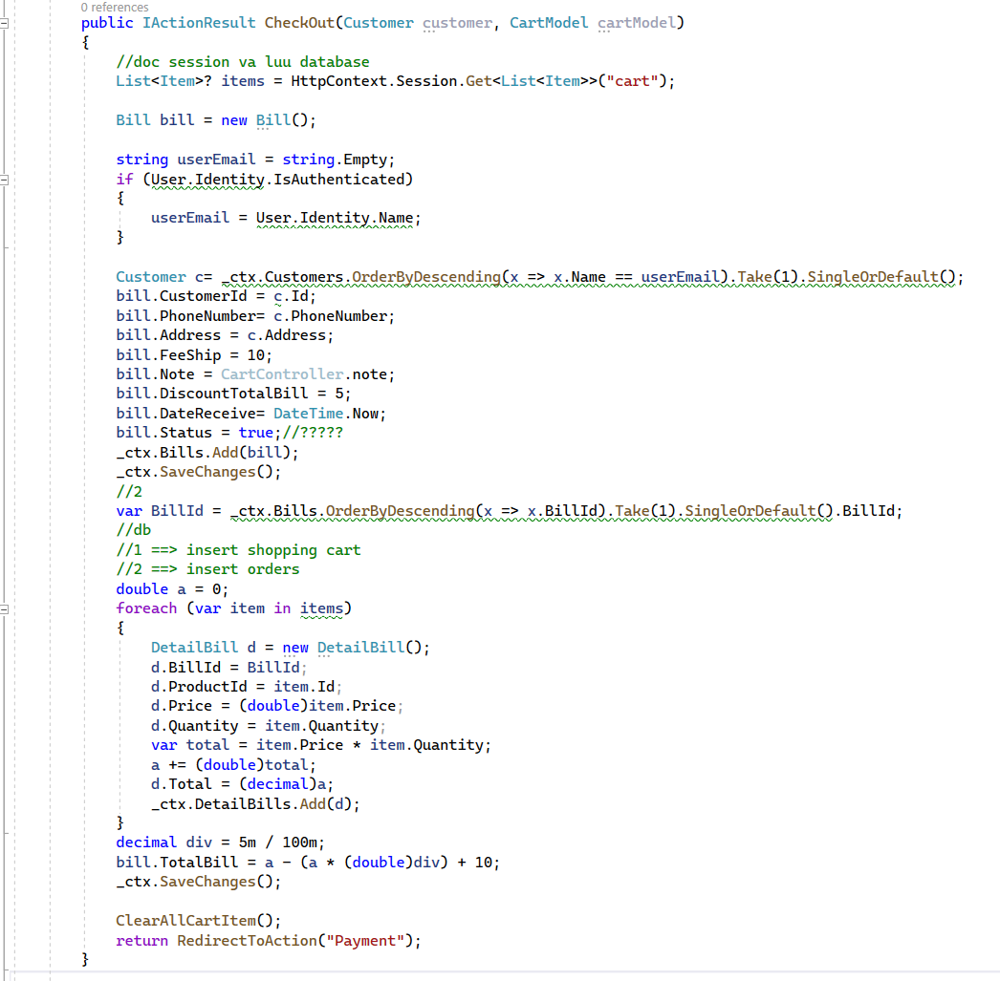 0 references
public IActionResult CheckOut(Customer customer, CartModel cartModel)
{
//doc session va luu database
List<Item>? items = HttpContext.Session.Get<List<Item>>("cart");
Bill bill = new Bill();
string userEmail = string.Empty;
if (User.Identity.IsAuthenticated)
{
userEmail = User.Identity.Name;
}
Customer c= _ctx.Customers.OrderByDescending(x => x.Name == userEmail).Take(1).SingleOrDefault();
bill.CustomerId = c.Id;
bill.PhoneNumber= c.PhoneNumber;
bill.Address = c.Address;
bill.FeeShip = 10;
bill.Note = CartController.note;
bill.DiscountTotalBill = 5;
bill.DateReceive= DateTime.Now;
bill.Status = true;//?????
_ctx.Bills.Add(bill);
_ctx.SaveChanges();
//2
var BillId = _ctx.Bills.OrderByDescending(x => x.BillId).Take(1).SingleOrDefault().BillId;
//db
//1 ==> insert shopping cart
//2 ==> insert orders
double a = 0;
foreach (var item in items)
{
DetailBill d = new DetailBill();
d.BillId = BillId;
d.ProductId = item.Id;
d.Price = (double)item.Price;
d.Quantity = item.Quantity;
var total = item.Price * item.Quantity;
a += (double)total;
d.Total = (decimal)a;
_ctx.DetailBills.Add(d);
}
decimal div = 5m / 100m;
bill.TotalBill = a - (a * (double)div) + 10;
_ctx.SaveChanges();
ClearAllCartItem();
return RedirectToAction("Payment");
}